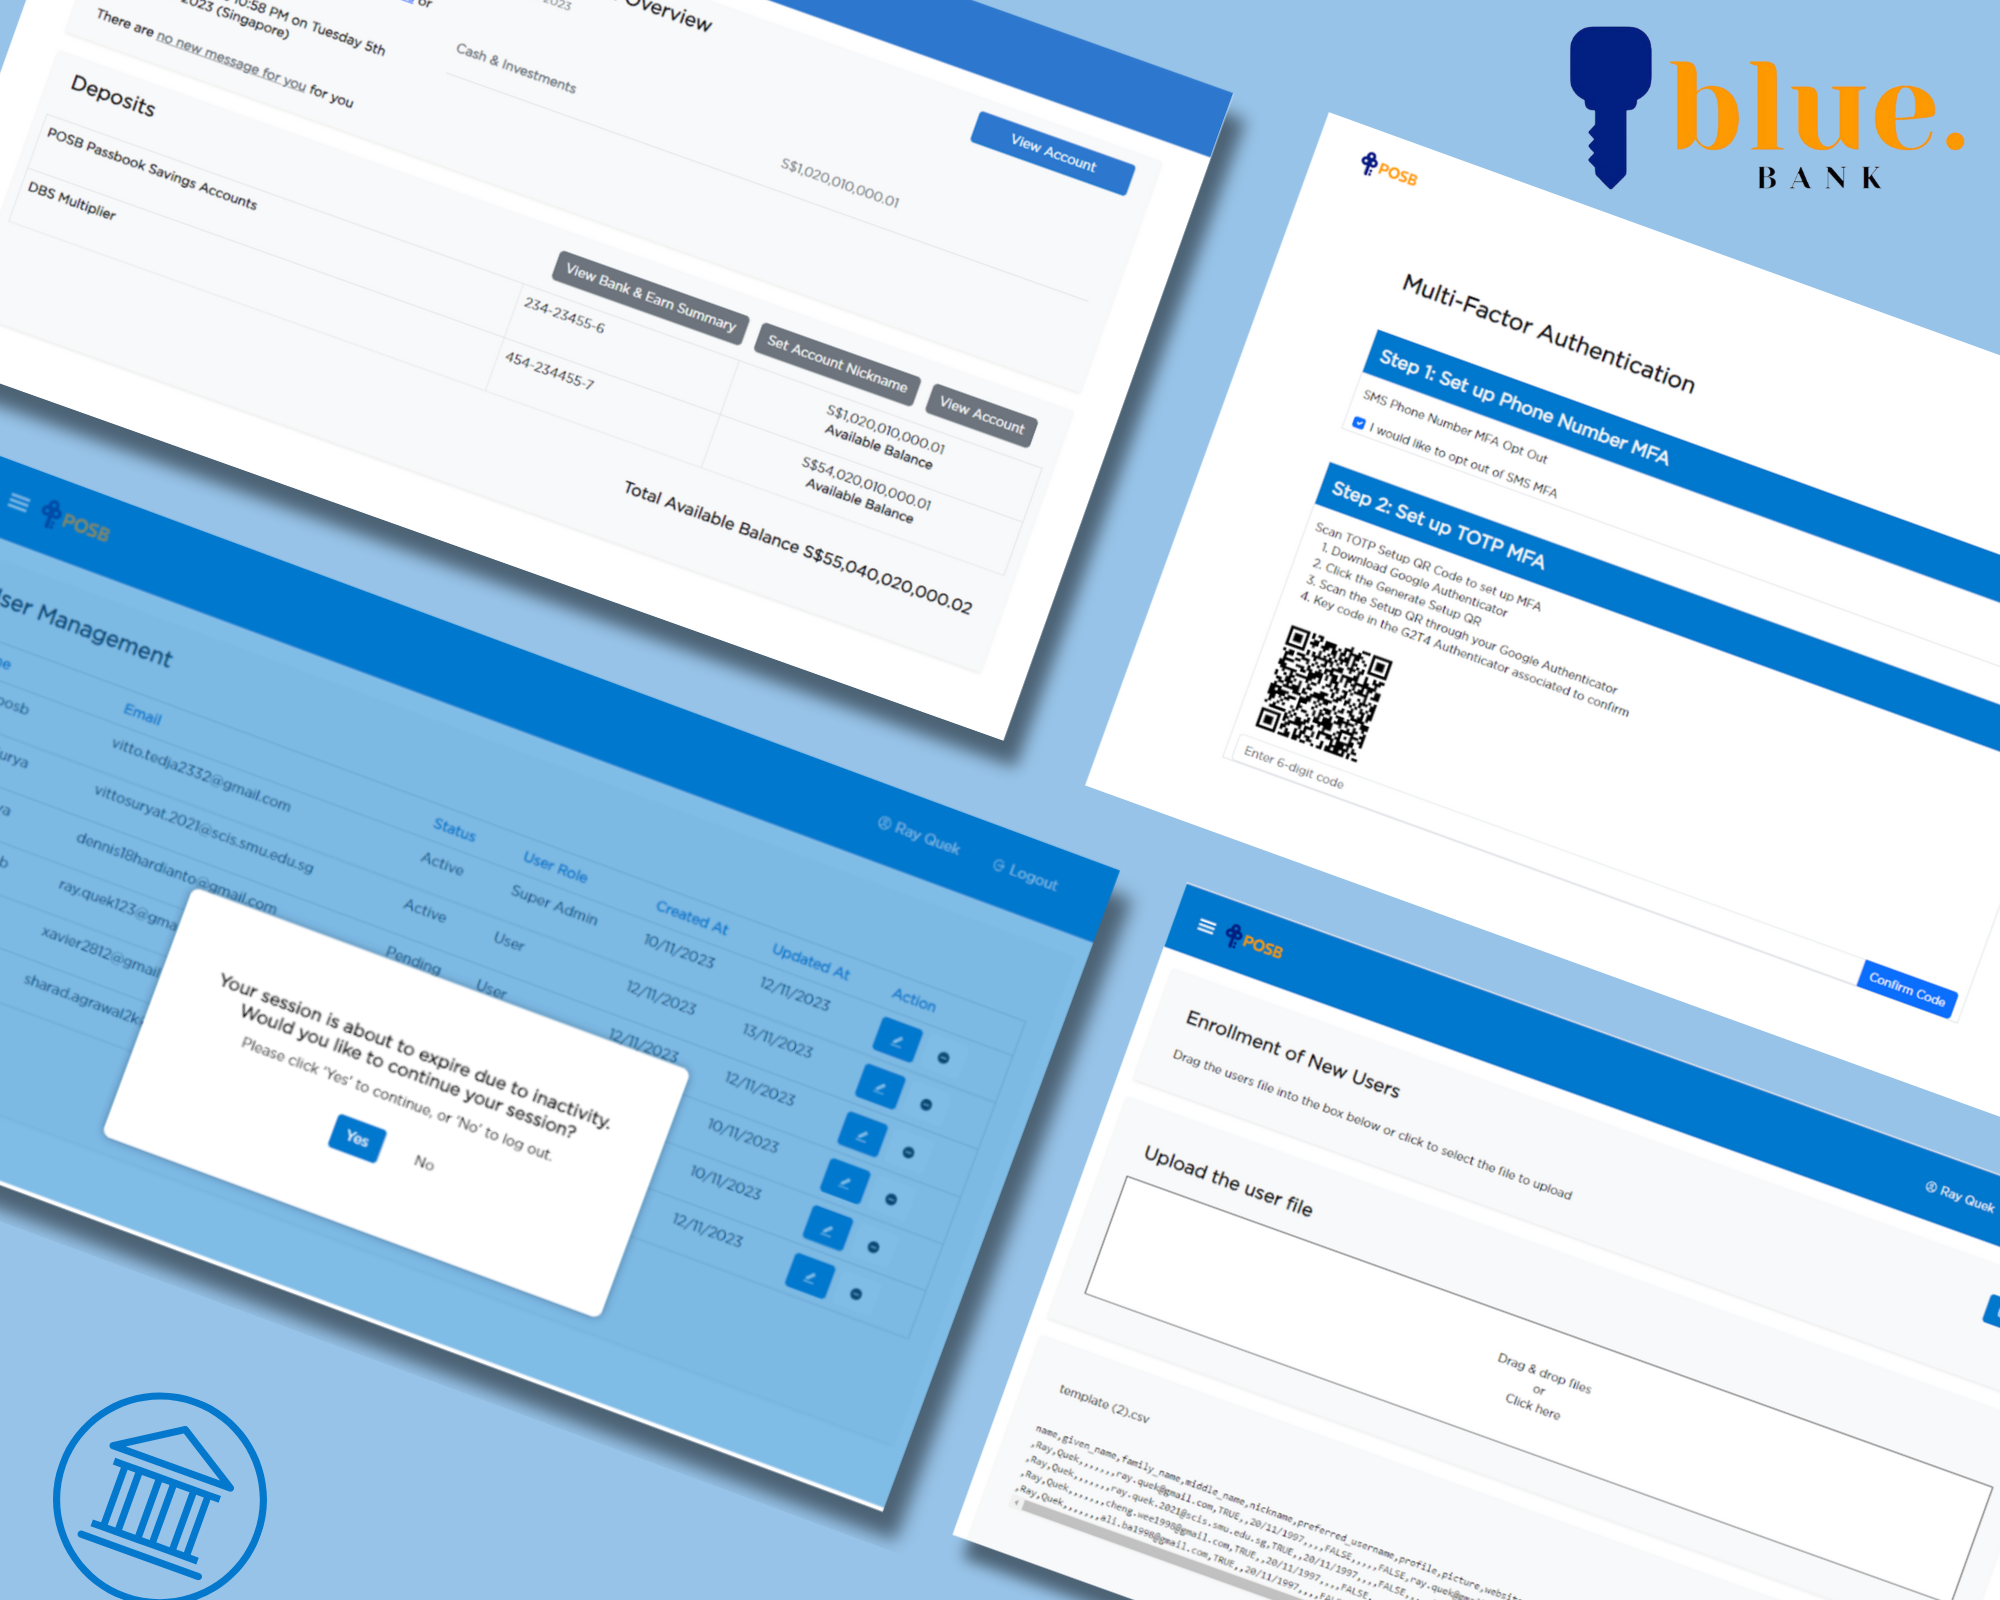 Overview
or
10:58 PM on Tuesday 5th
2023 (Singapore)
There are no new message for you for you
2023
Cash & Investments
S$1,020,010,000.01
View Account
Deposits
View Bank & Earn Summary
Set Account Nickname
View Account
POSB Passbook Savings Accounts
234-23455-6
S$1,020,010,000.01
Available Balance
DBS Multiplier
454-234455-7
S$54,020,010,000.01
Available Balance
Total Available Balance S$55,040,020,000.02
blue.
BANK
POSB
Multi-Factor Authentication
Step 1: Set up Phone Number MFA
SMS Phone Number MFA Opt Out
I would like to opt out of SMS MFA
Step 2: Set up TOTP MFA
Scan TOTP Setup QR Code to set up MFA
1. Download Google Authenticator
2. Click the Generate Setup QR
3. Scan the Setup QR through your Google Authenticator
4. Key code in the G2T4 Authenticator associated to confirm
Enter 6-digit code
Confirm Code
POSB
Ray Quek
Logout
User Management
Email
Status
User Role
Created At
Updated At
Action
posb
vitto.tedja2332@gmail.com
Active
Super Admin
10/11/2023
12/11/2023
vittosuryat.2021@scis.smu.edu.sg
Active
User
12/11/2023
13/11/2023
dennis18hardianto@gmail.com
Pending
User
12/11/2023
12/11/2023
ray.quek123@gma
10/11/2023
xavier2812@gmail
10/11/2023
sharad.agrawal2k
12/11/2023
Your session is about to expire due to inactivity.
Would you like to continue your session?
Please click 'Yes' to continue, or 'No' to log out.
Yes
No
POSB
Ray Quek
Enrollment of New Users
Drag the users file into the box below or click to select the file to upload
Upload the user file
Drag & drop files
or
Click here
template (2).csv
name,given_name,family_name,middle_name,nickname,preferred_username,profile,picture,websit
,Ray,Quek,,,,,,,ray.quek@gmail.com,TRUE,,20/11/1997,,,,FALSE,,,,,FALSE,ray.quek@gm
,Ray,Quek,,,,,,,ray.quek.2021@scis.smu.edu.sg,TRUE,,20/11/1997,,,,FALSE,
,Ray,Quek,,,,,,,cheng.wee1998@gmail.com,TRUE,,20/11/1997,,,,FALSE,
,Ray,Quek,,,,,,,ali.ba1998@gmail.com,TRUE,,20/11/1997,,,,FAL